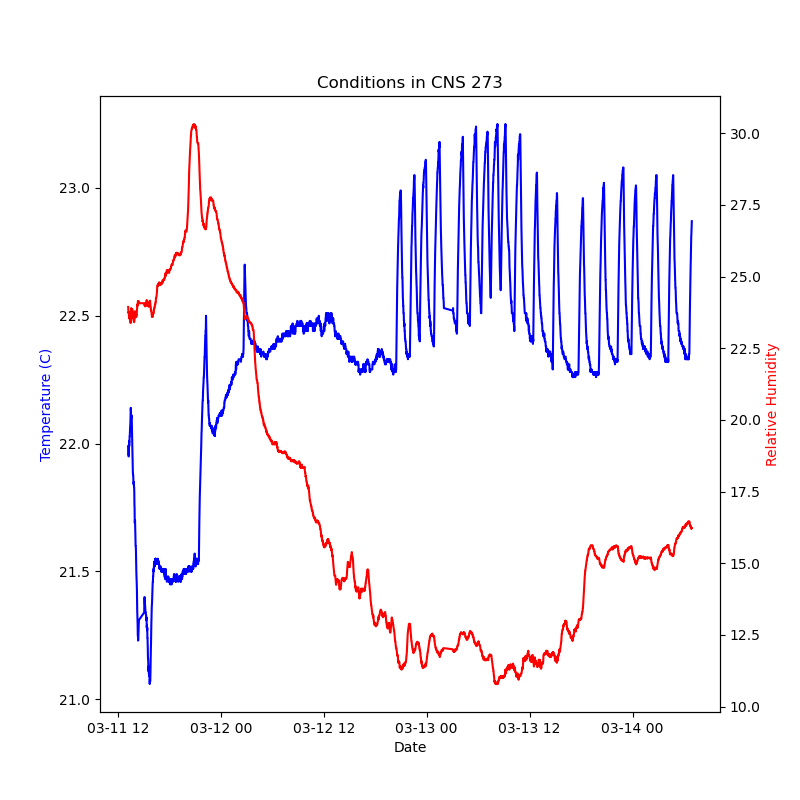 Conditions in CNS 273
23.0
22.5
22.0
21.5
21.0
Temperature (C)
30.0
27.5
25.0
22.5
20.0
17.5
15.0
12.5
10.0
Relative Humidity
03-11 12 03-12 00 03-12 12 03-13 00 03-13 12 03-14 00
Date